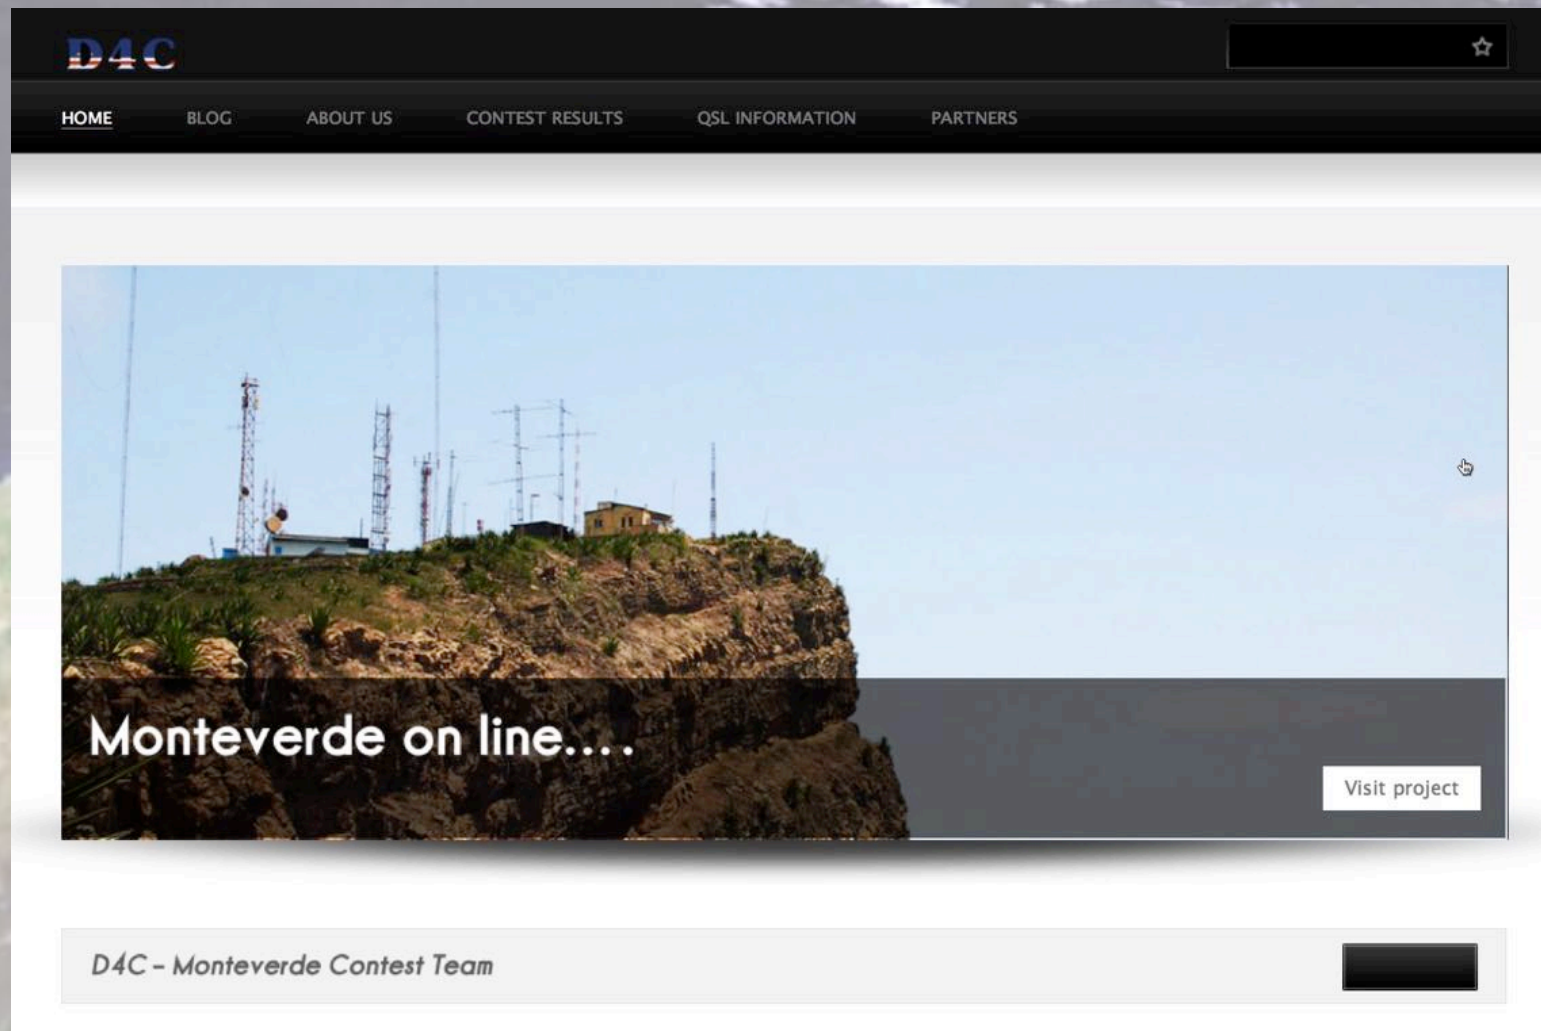 D4C
HOME BLOG ABOUT US CONTEST RESULTS QSL INFORMATION PARTNERS
Monteverde on line....
Visit project
D4C – Monteverde Contest Team